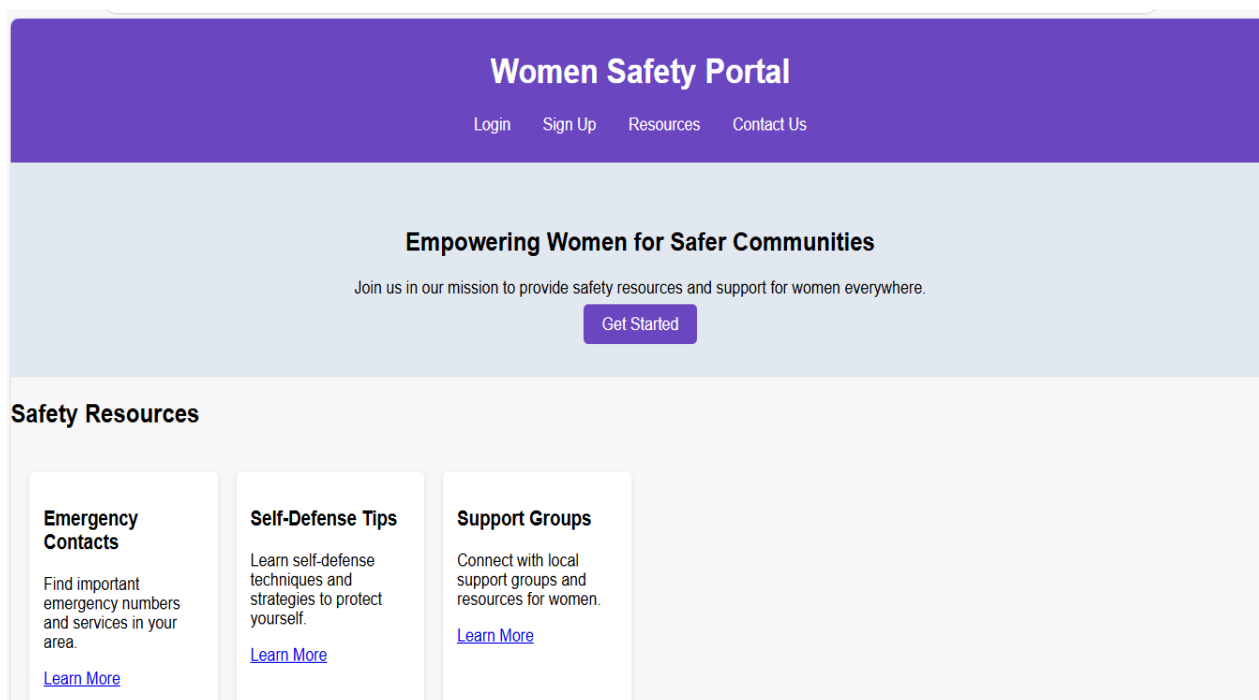 Women Safety Portal
Login Sign Up Resources Contact Us
Empowering Women for Safer Communities
Join us in our mission to provide safety resources and support for women everywhere.
Get Started
Safety Resources
Emergency
Contacts
Find important
emergency numbers
and services in your
area.
Learn More
Self-Defense Tips
Learn self-defense
techniques and
strategies to protect
yourself.
Learn More
Support Groups
Connect with local
support groups and
resources for women.
Learn More